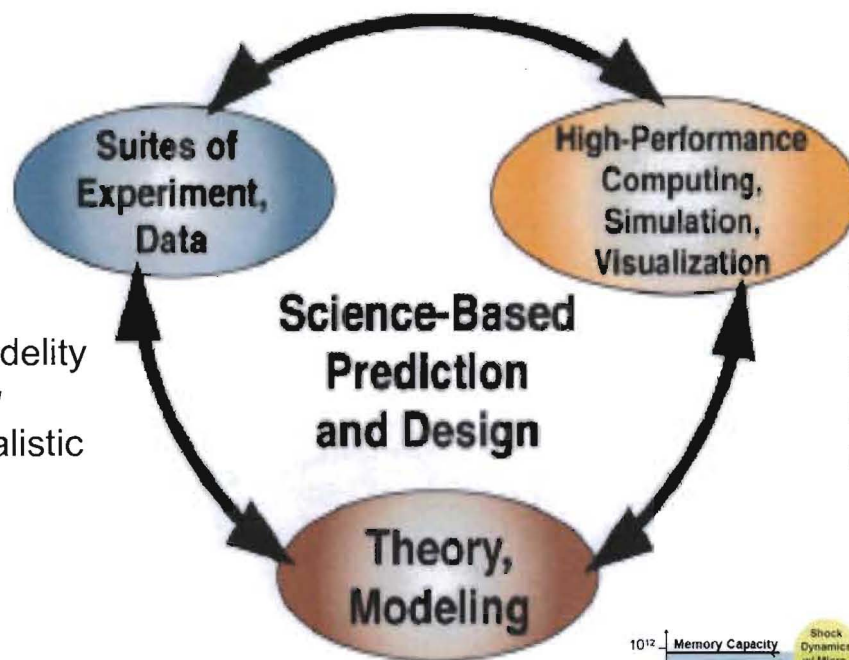 Suites of
Experiment,
Data
High-Performance
Computing,
Simulation,
Visualization
Science-Based
Prediction
and Design
delity
alistic
Theory,
Modeling
10¹² Memory Capacity
Shock
Dynamics